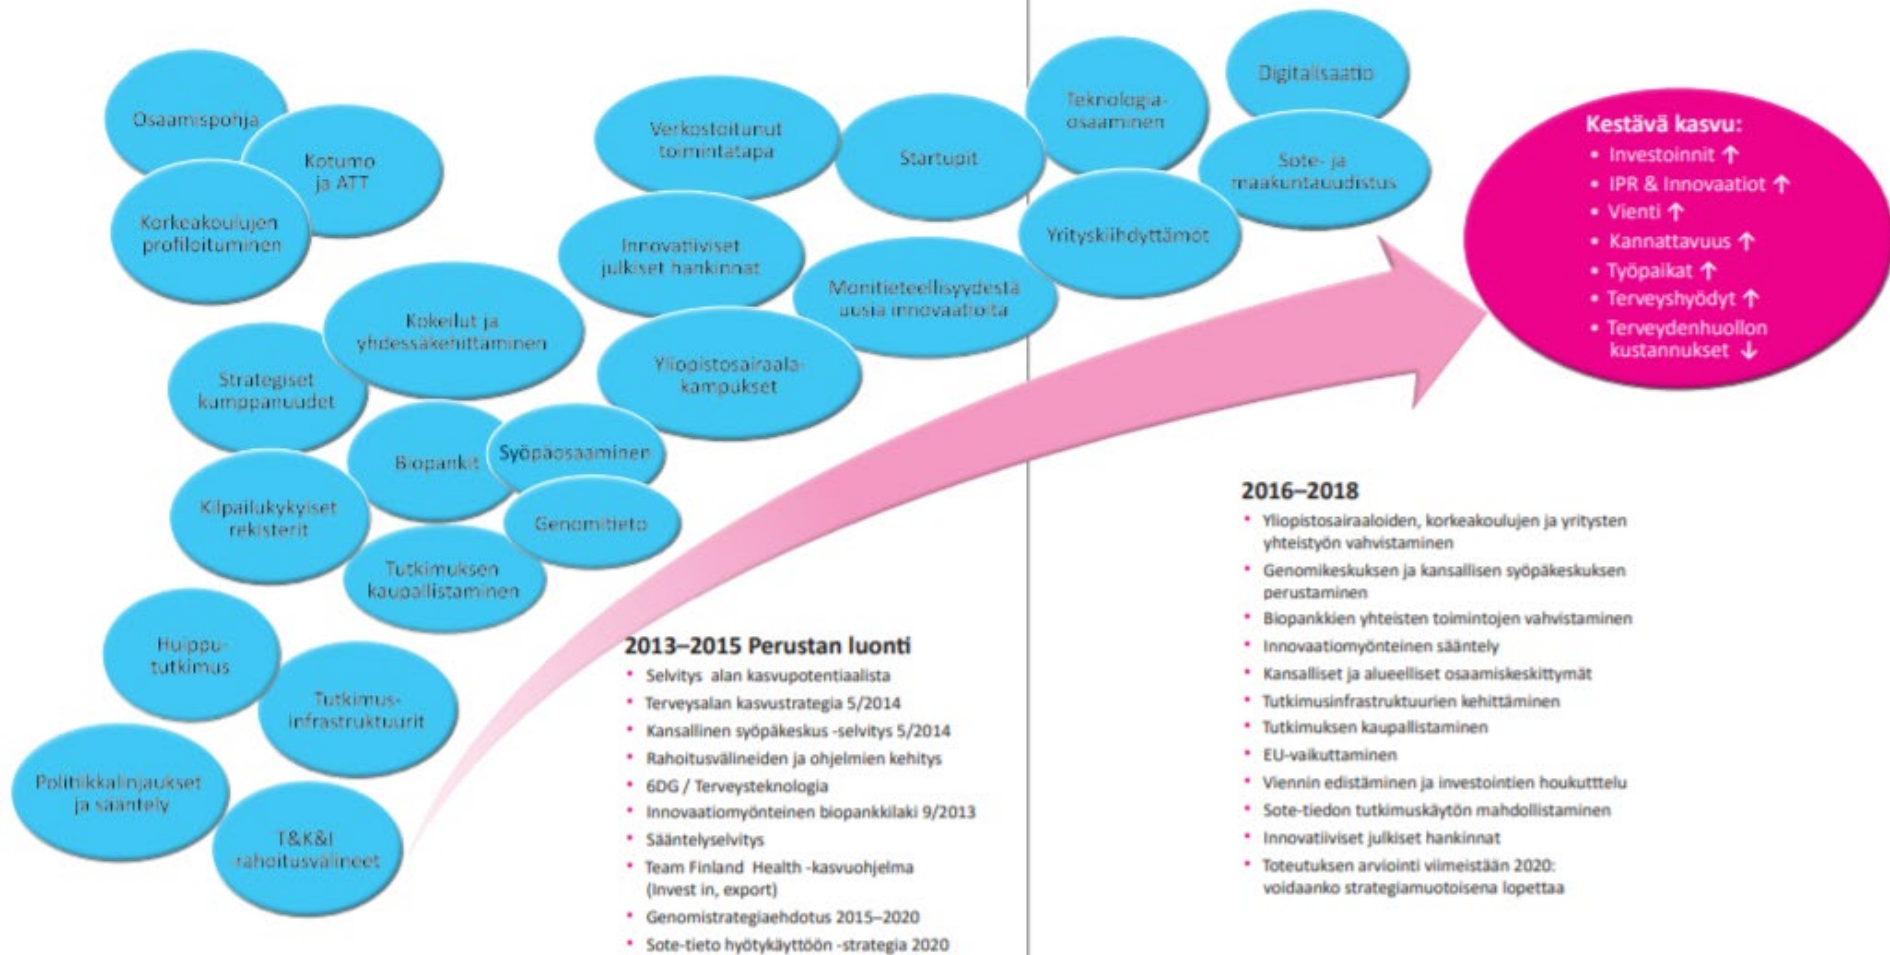 Osaamispohja
Kotumo
ja ATT
Korkeakoulujen
profiloituminen
Kokeilut ja
yhdessäkehittäminen
Strategiset
kumppanuudet
Biopankit
Syöpäosaaminen
Kilpailukykyiset
rekisterit
Genomitieto
Tutkimuksen
kaupallistaminen
Huippu-
tutkimus
Tutkimus-
infrastruktuurit
Politiikkalinjaukset
ja sääntely
T&K&I
rahoitusvälineet
Verkostoitunut
toimintatapa
Startupit
Innovatiiviset
julkiset hankinnat
Monitieteellisyydestä
uusia innovaatioita
Yliopistosairaala-
kampukset
Teknologia-
osaaminen
Digitalisaatio
Sote- ja
maakuntauudistus
Yrityskiihdyttämöt
Kestävä kasvu:
• Investoinnit ↑
• IPR & Innovaatiot ↑
• Vienti ↑
• Kannattavuus ↑
• Työpaikat ↑
• Terveyshyödyt ↑
• Terveydenhuollon
kustannukset ↓
2013–2015 Perustan luonti
• Selvitys alan kasvupotentiaalista
• Terveysalan kasvustrategia 5/2014
• Kansallinen syöpäkeskus -selvitys 5/2014
• Rahoitusvälineiden ja ohjelmien kehitys
• 6DG / Terveysteknologia
• Innovaatiomyönteinen biopankkilaki 9/2013
• Sääntelyselvitys
• Team Finland Health -kasvuohjelma
(Invest in, export)
• Genomistrategiaehdotus 2015–2020
• Sote-tieto hyötykäyttöön -strategia 2020
2016–2018
• Yliopistosairaaloiden, korkeakoulujen ja yritysten
yhteistyön vahvistaminen
• Genomikeskuksen ja kansallisen syöpäkeskuksen
perustaminen
• Biopankkien yhteisten toimintojen vahvistaminen
• Innovaatiomyönteinen sääntely
• Kansalliset ja alueelliset osaamiskeskittymät
• Tutkimusinfrastruktuurien kehittäminen
• Tutkimuksen kaupallistaminen
• EU-vaikuttaminen
• Viennin edistäminen ja investointien houkutttelu
• Sote-tiedon tutkimuskäytön mahdollistaminen
• Innovatiiviset julkiset hankinnat
• Toteutuksen arviointi viimeistään 2020:
voidaanko strategiamuotoisena lopettaa